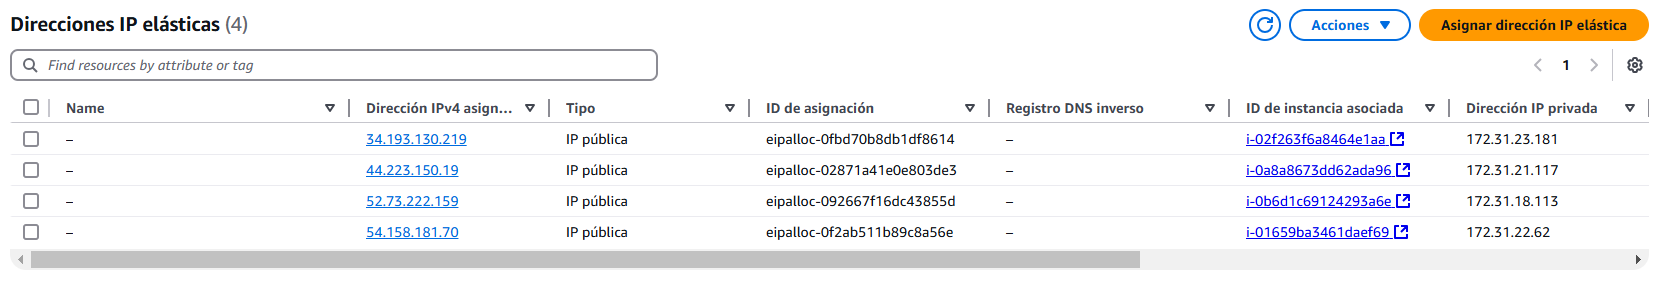 Direcciones IP elásticas (4)
Acciones
Asignar dirección IP elástica
Find resources by attribute or tag
1
Name Dirección IPv4 asign... Tipo ID de asignación Registro DNS inverso ID de instancia asociada Dirección IP privada
– 34.193.130.219 IP pública eipalloc-0fbd70b8db1df8614 – i-02f263f6a8464e1aa 172.31.23.181
– 44.223.150.19 IP pública eipalloc-02871a41e0e803de3 – i-0a8a8673dd62ada96 172.31.21.117
– 52.73.222.159 IP pública eipalloc-092667f16dc43855d – i-0b6d1c69124293a6e 172.31.18.113
– 54.158.181.70 IP pública eipalloc-0f2ab511b89c8a56e – i-01659ba3461daef69 172.31.22.62